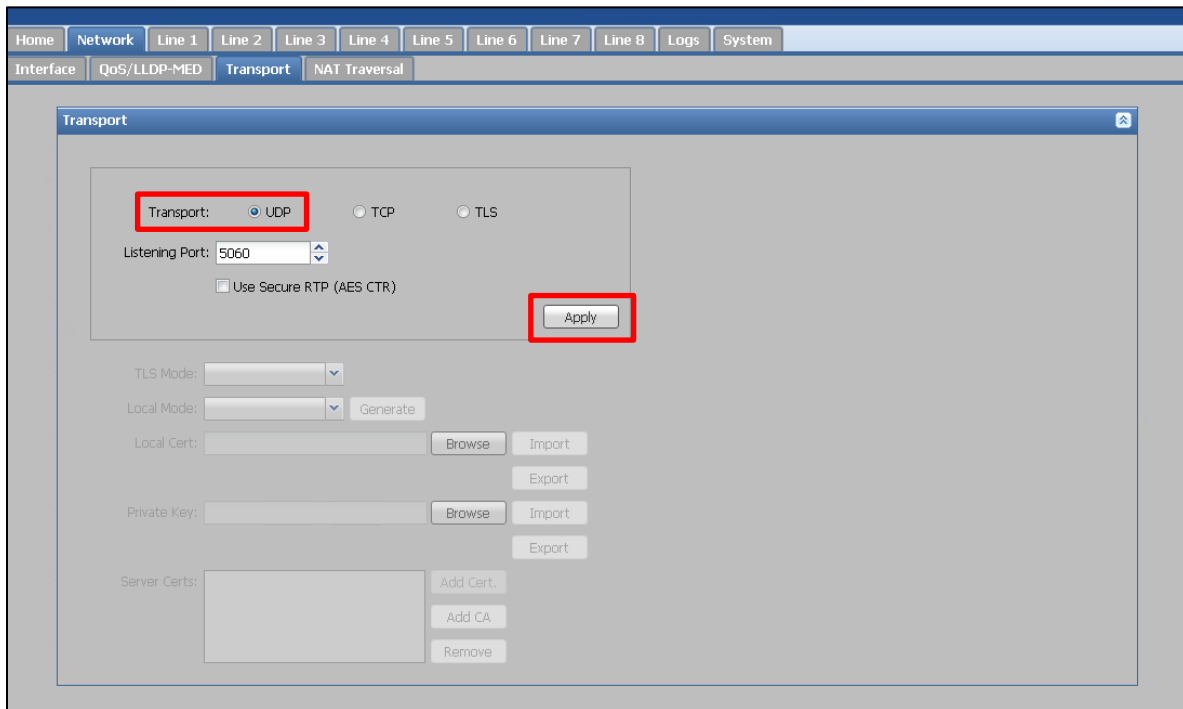 Home Network Line 1 Line 2 Line 3 Line 4 Line 5 Line 6 Line 7 Line 8 Logs System
Interface QoS/LLDP-MED Transport NAT Traversal
Transport
Transport: UDP TCP TLS
Listening Port: 5060
Use Secure RTP (AES CTR)
Apply
TLS Mode:
Local Mode: Generate
Local Cert: Browse Import
Export
Private Key: Browse Import
Export
Server Certs: Add Cert.
Add CA
Remove